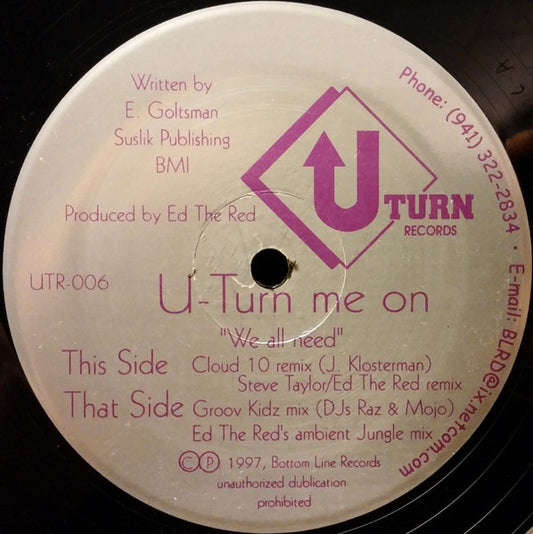 Written by
E. Goltsman
Suslik Publishing
BMI
Produced by Ed The Red
U TURN
RECORDS
Phone: (941) 322-2834 • E-mail: BLRD@ix.netcom.com
UTR-006
U-Turn me on
"We all need"
This Side Cloud 10 remix (J. Klosterman)
Steve Taylor/Ed The Red remix
That Side Groov Kidz mix (DJs Raz & Mojo)
Ed The Red's ambient Jungle mix
©℗ 1997, Bottom Line Records
unauthorized dublication
prohibited